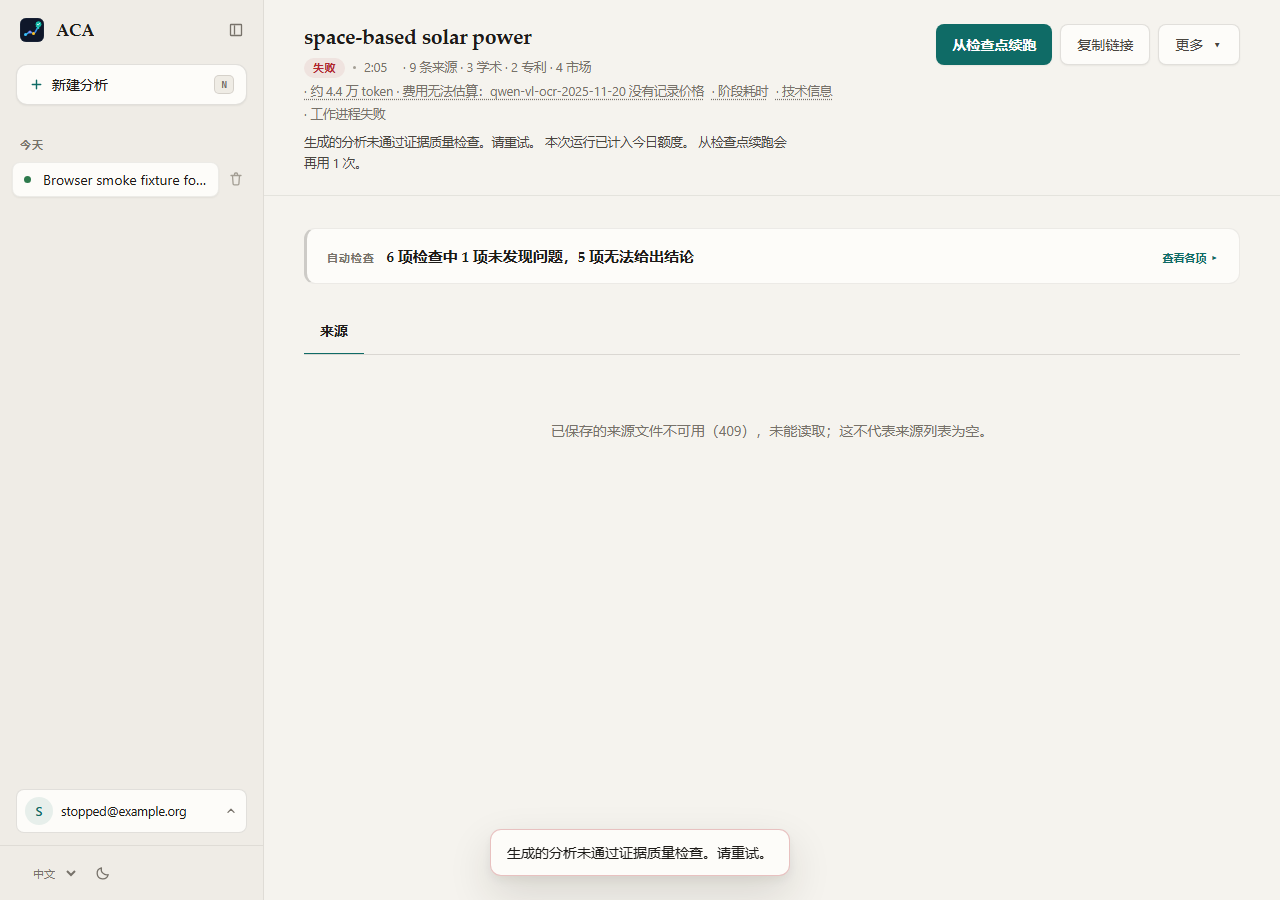 ACA
新建分析
N
今天
Browser smoke fixture fo...
stopped@example.org
中文
space-based solar power
失败 • 2:05 · 9 条来源 · 3 学术 · 2 专利 · 4 市场
· 约 4.4 万 token · 费用无法估算：qwen-vl-ocr-2025-11-20 没有记录价格 · 阶段耗时 · 技术信息
· 工作进程失败
生成的分析未通过证据质量检查。请重试。 本次运行已计入今日额度。 从检查点续跑会
再用 1 次。
从检查点续跑
复制链接
更多
自动检查 6 项检查中 1 项未发现问题，5 项无法给出结论
查看各项
来源
已保存的来源文件不可用（409），未能读取；这不代表来源列表为空。
S
生成的分析未通过证据质量检查。请重试。